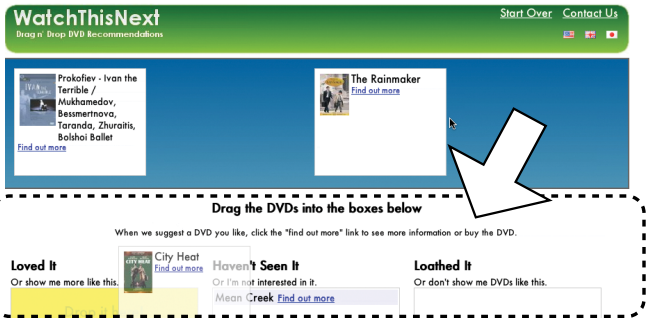 WatchThisNext
Drag n' Drop DVD Recommendations
Start Over Contact Us
Prokofiev - Ivan the
Terrible /
Mukhamedov,
Bessmertnova,
Taranda, Zhuraitis,
Bolshoi Ballet
Find out more
The Rainmaker
Find out more
Drag the DVDs into the boxes below
When we suggest a DVD you like, click the "find out more" link to see more information or buy the DVD.
Loved It
Or show me more like this.
City Heat
Find out more
Haven't Seen It
Or I'm not interested in it.
Mean Creek Find out more
Loathed It
Or don't show me DVDs like this.